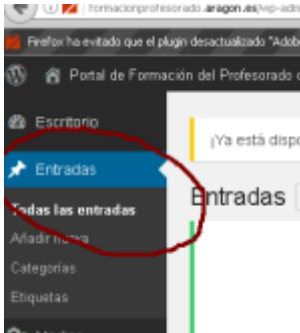 formacionprofesorado.aragon.es/wp-adm
Firefox ha evitado que el plugin desactualizado "Adob
Portal de Formación del Profesorado d
Escritorio
¡Ya está dispo
Entradas
Entradas
Todas las entradas
Añadir nueva
Categorías
Etiquetas